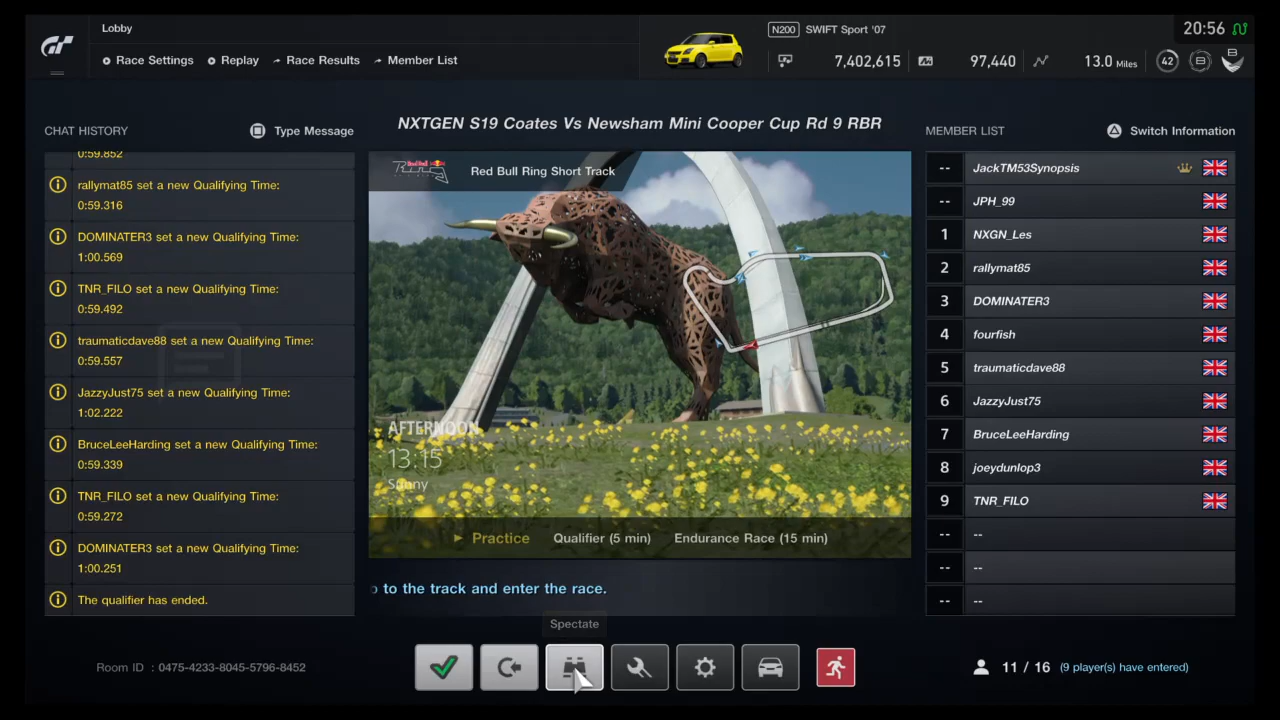 Lobby
Race Settings
Replay
Race Results
Member List
N200
SWIFT Sport '07
7,402,615
97,440
13.0 Miles
42
B
B
20:56
CHAT HISTORY
Type Message
0:59.852
rallymat85 set a new Qualifying Time:
0:59.316
DOMINATER3 set a new Qualifying Time:
1:00.569
TNR_FILO set a new Qualifying Time:
0:59.492
traumaticdave88 set a new Qualifying Time:
0:59.557
JazzyJust75 set a new Qualifying Time:
1:02.222
BruceLeeHarding set a new Qualifying Time:
0:59.339
TNR_FILO set a new Qualifying Time:
0:59.272
DOMINATER3 set a new Qualifying Time:
1:00.251
The qualifier has ended.
NXTGEN S19 Coates Vs Newsham Mini Cooper Cup Rd 9 RBR
Red Bull Ring Short Track
AFTERNOON
13:15
Sunny
Practice
Qualifier (5 min)
Endurance Race (15 min)
to the track and enter the race.
Spectate
MEMBER LIST
Switch Information
-- JackTM53Synopsis
-- JPH_99
1 NXGN_Les
2 rallymat85
3 DOMINATER3
4 fourfish
5 traumaticdave88
6 JazzyJust75
7 BruceLeeHarding
8 joeydunlop3
9 TNR_FILO
-- --
-- --
-- --
Room ID : 0475-4233-8045-5796-8452
11 / 16 (9 player(s) have entered)